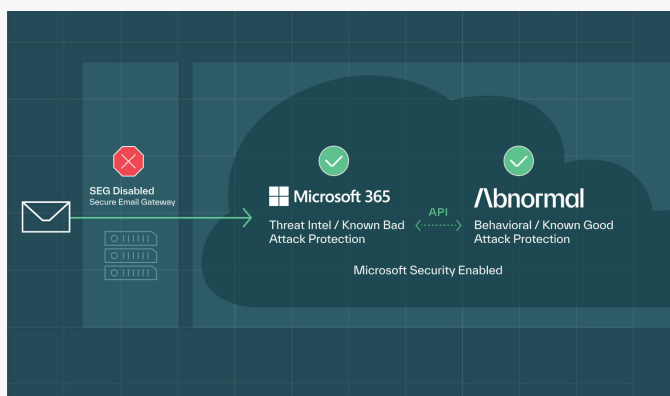 SEG Disabled
Secure Email Gateway
Microsoft 365
Threat Intel / Known Bad
Attack Protection
API
Abnormal
Behavioral / Known Good
Attack Protection
Microsoft Security Enabled